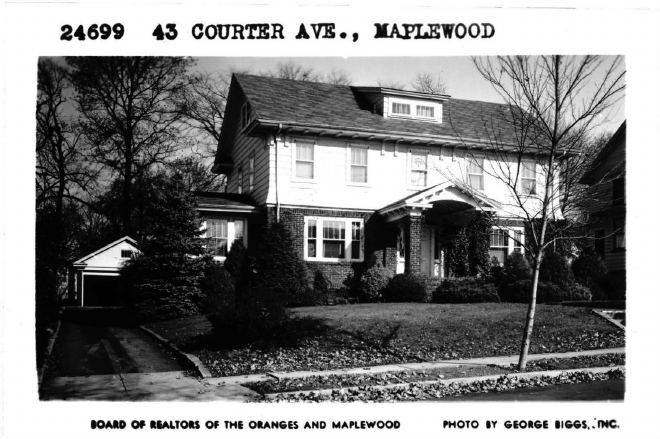 24699 43 COURTER AVE., MAPLEWOOD
BOARD OF REALTORS OF THE ORANGES AND MAPLEWOOD PHOTO BY GEORGE BIGGS, INC.